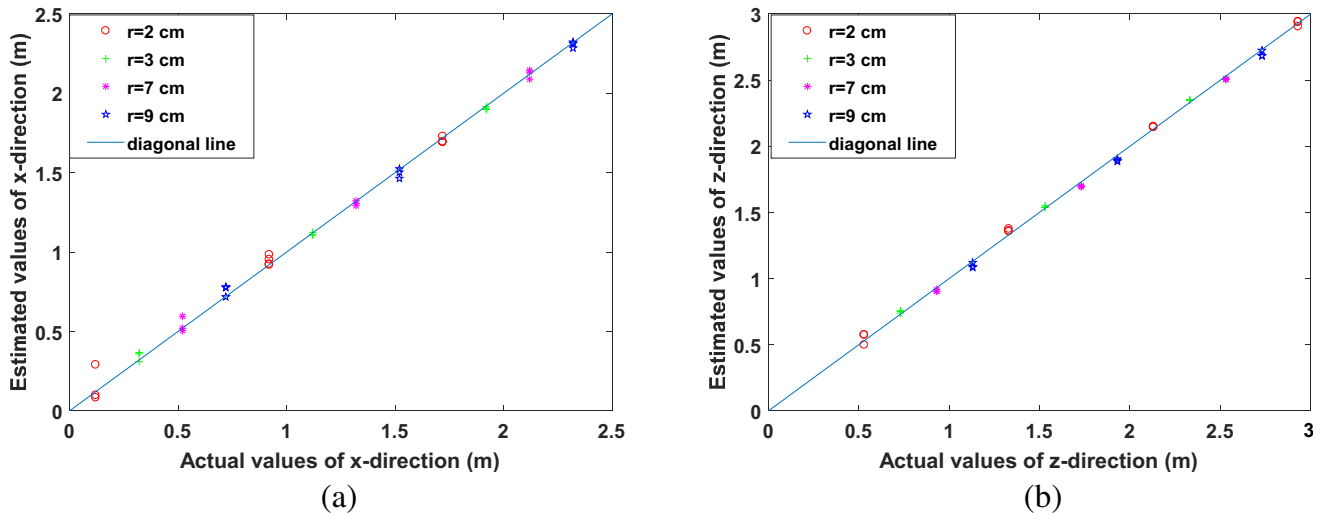 r=2 cm
r=3 cm
r=7 cm
r=9 cm
diagonal line
2.5
2
1.5
1
0.5
0
0
0.5
1
1.5
2
2.5
Estimated values of x-direction (m)
Actual values of x-direction (m)
(a)
r=2 cm
r=3 cm
r=7 cm
r=9 cm
diagonal line
3
2.5
2
1.5
1
0.5
0
0
0.5
1
1.5
2
2.5
3
Estimated values of z-direction (m)
Actual values of z-direction (m)
(b)